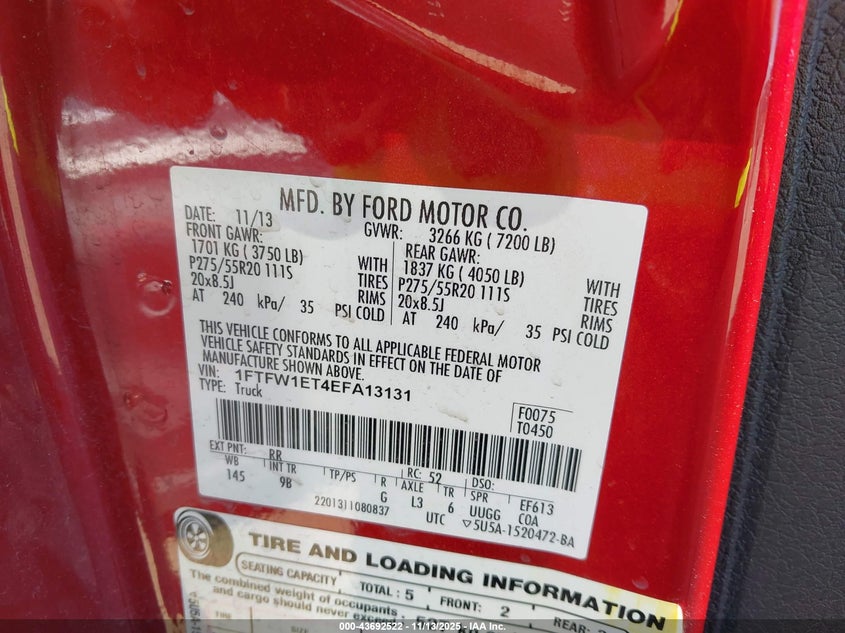 MFD. BY FORD MOTOR CO.
DATE: 11/13 GVWR: 3266 KG ( 7200 LB)
FRONT GAWR: REAR GAWR:
1701 KG ( 3750 LB) WITH 1837 KG ( 4050 LB) WITH
P275/55R20 111S TIRES P275/55R20 111S TIRES
20x8.5J RIMS 20x8.5J RIMS
AT 240 kPa/ 35 PSI COLD AT 240 kPa/ 35 PSI COLD
THIS VEHICLE CONFORMS TO ALL APPLICABLE FEDERAL MOTOR
VEHICLE SAFETY STANDARDS IN EFFECT ON THE DATE OF
MANUFACTURE SHOWN ABOVE.
VIN: 1FTFW1ET4EFA13131
TYPE: Truck
F0075
T0450
EXT PNT: RR RC: 52 DSO:
WB INT TR TP/PS R AXLE TR SPR EF613
145 9B G L3 6 UUGG COA
2201311080837 UTC ▽5U5A-1520472-BA
TIRE AND LOADING INFORMATION
SEATING CAPACITY TOTAL : 5 FRONT: 2 REAR:
The combined weight of occupants
and cargo should never exceed
TIRE SIZE
000-43692522 - 11/13/2025 - IAA, Inc. ©